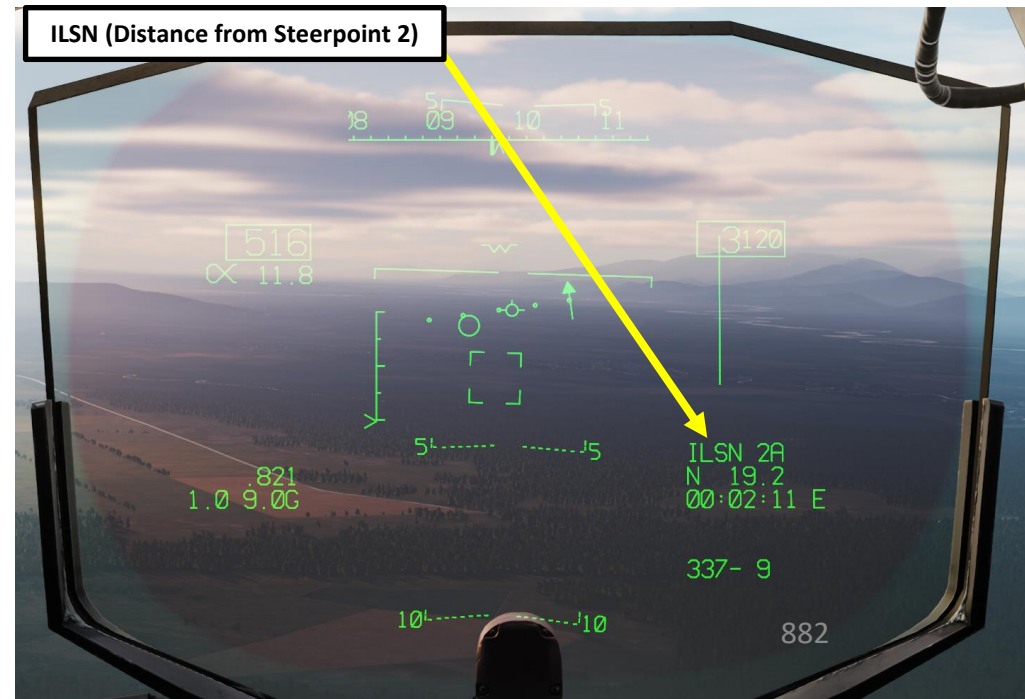 ILSN (Distance from Steerpoint 2)
5 5
08 09 10 11
516
α 11.8
3120
5 5
ILSN 2A
.821
N 19.2
1.0 9.0G
00:02:11 E
337- 9
10 10
882